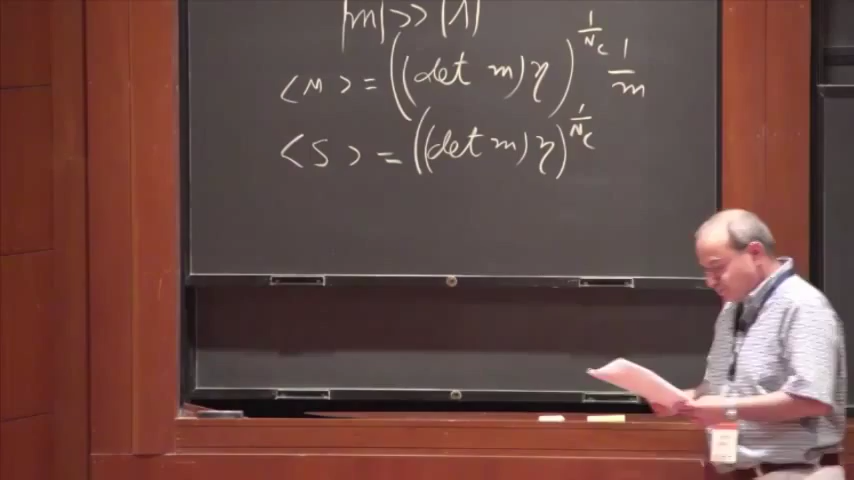 |m| >> |Λ|
<M> = ((det m) η)^{1/N_c} 1/m
<S> = ((det m) η)^{1/N_c}